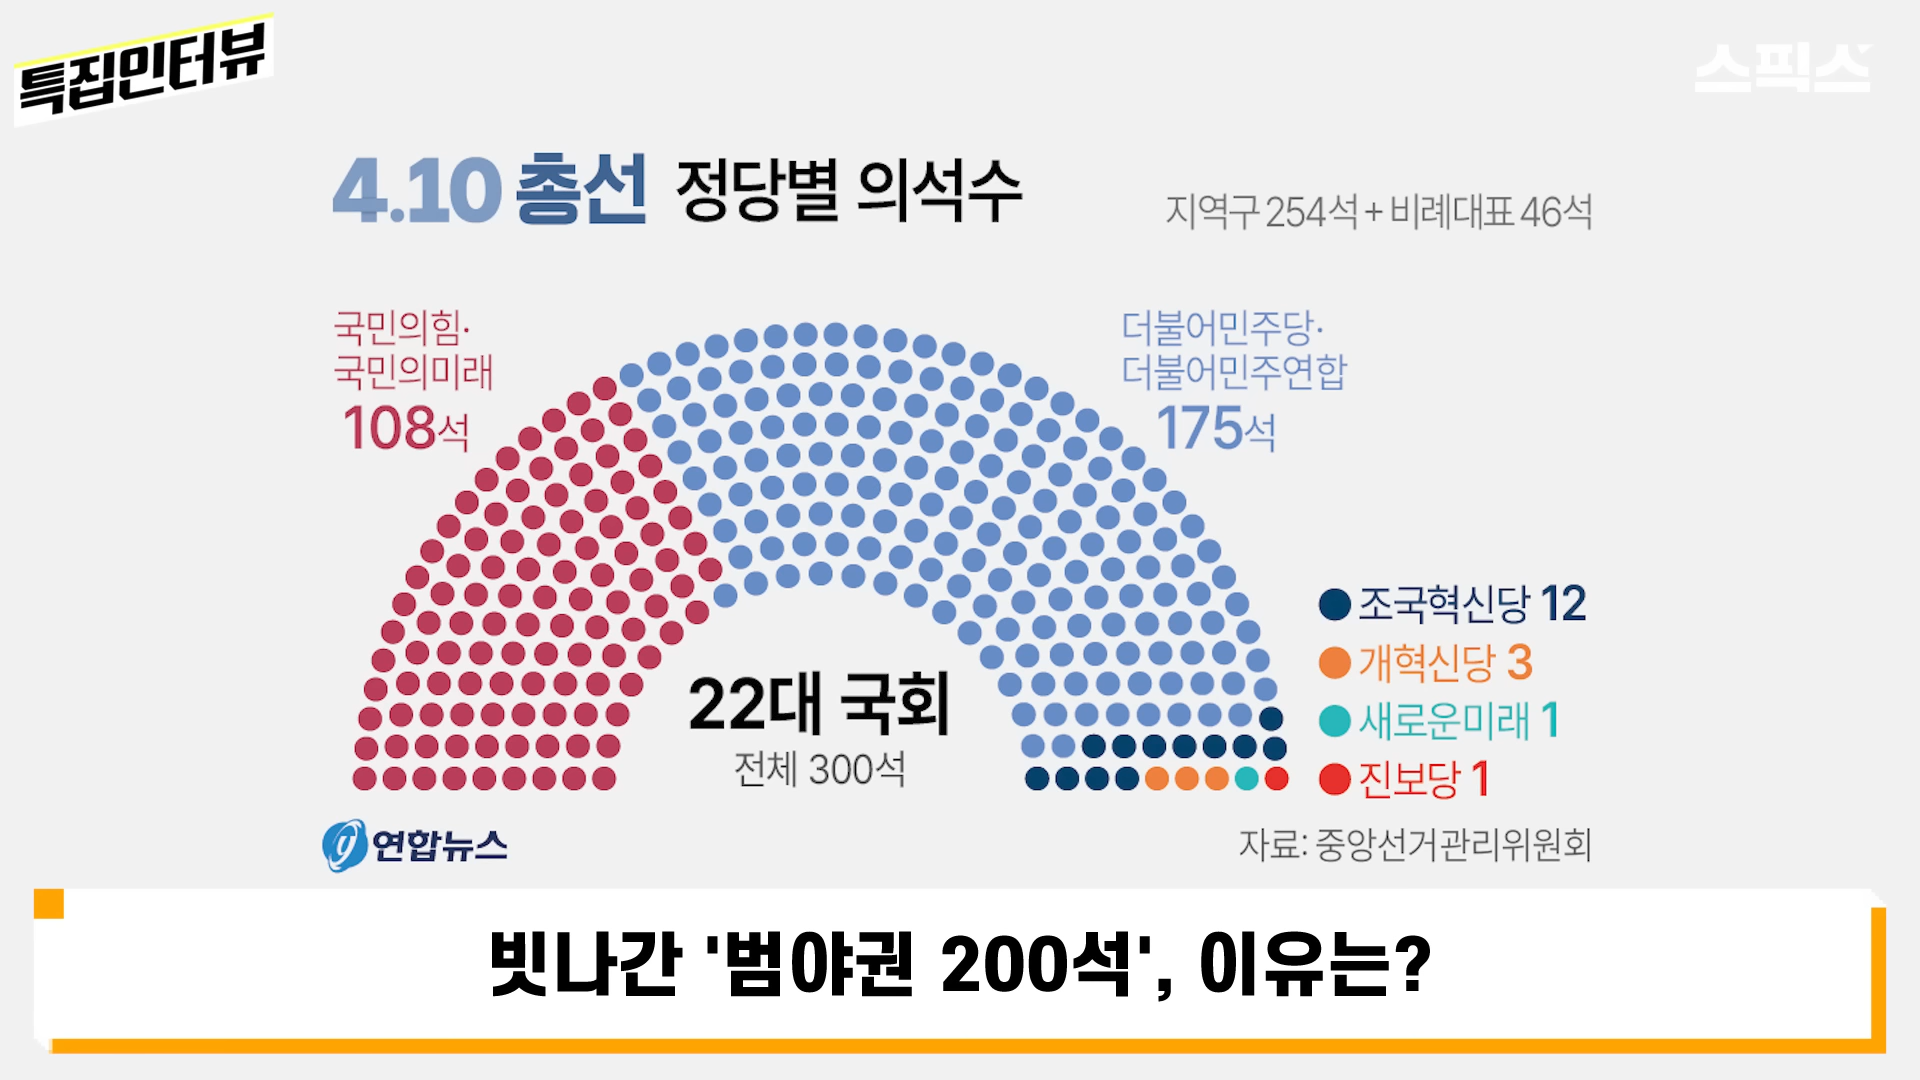 특집인터뷰
스픽스
4.10 총선 정당별 의석수
지역구 254석 + 비례대표 46석
국민의힘·
국민의미래
108석
더불어민주당·
더불어민주연합
175석
조국혁신당 12
개혁신당 3
새로운미래 1
진보당 1
22대 국회
전체 300석
연합뉴스
자료: 중앙선거관리위원회
빗나간 '범야권 200석', 이유는?